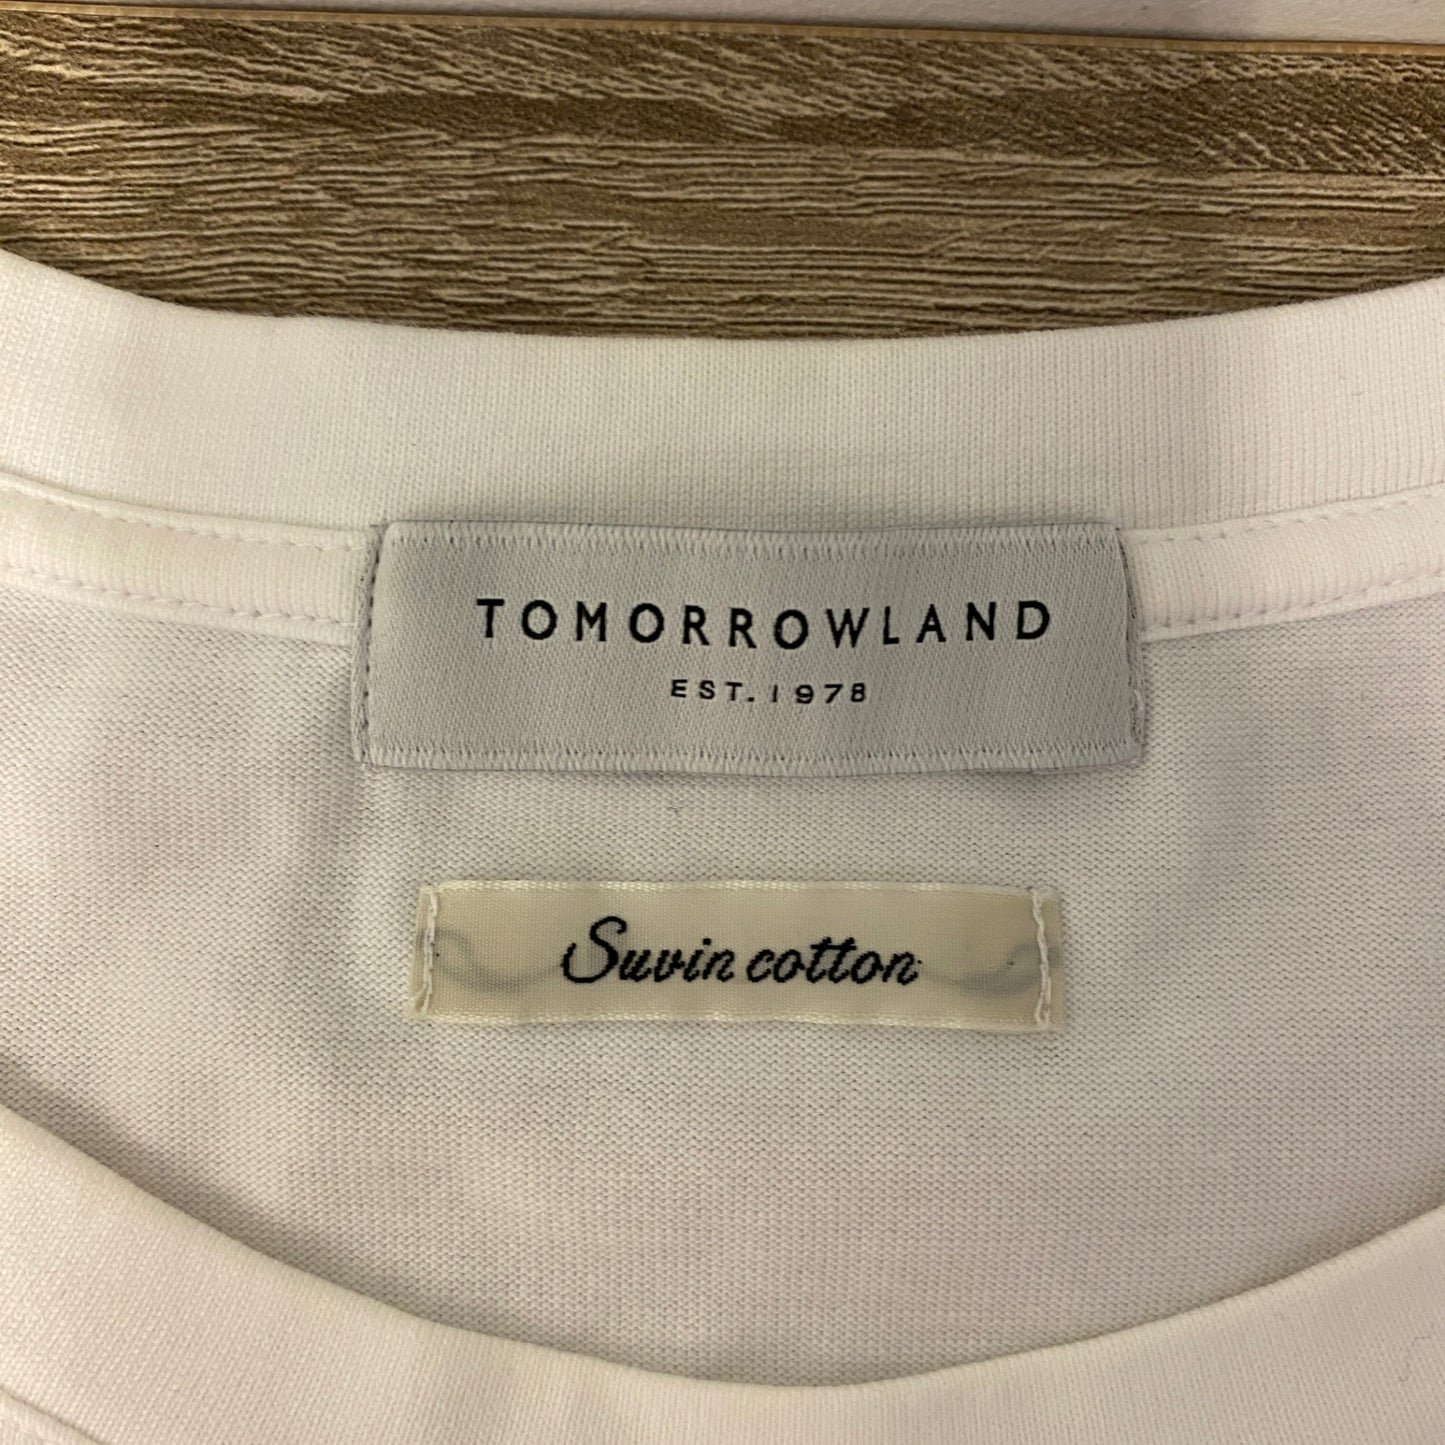 TOMORROWLAND
EST. 1978
Suvin cotton